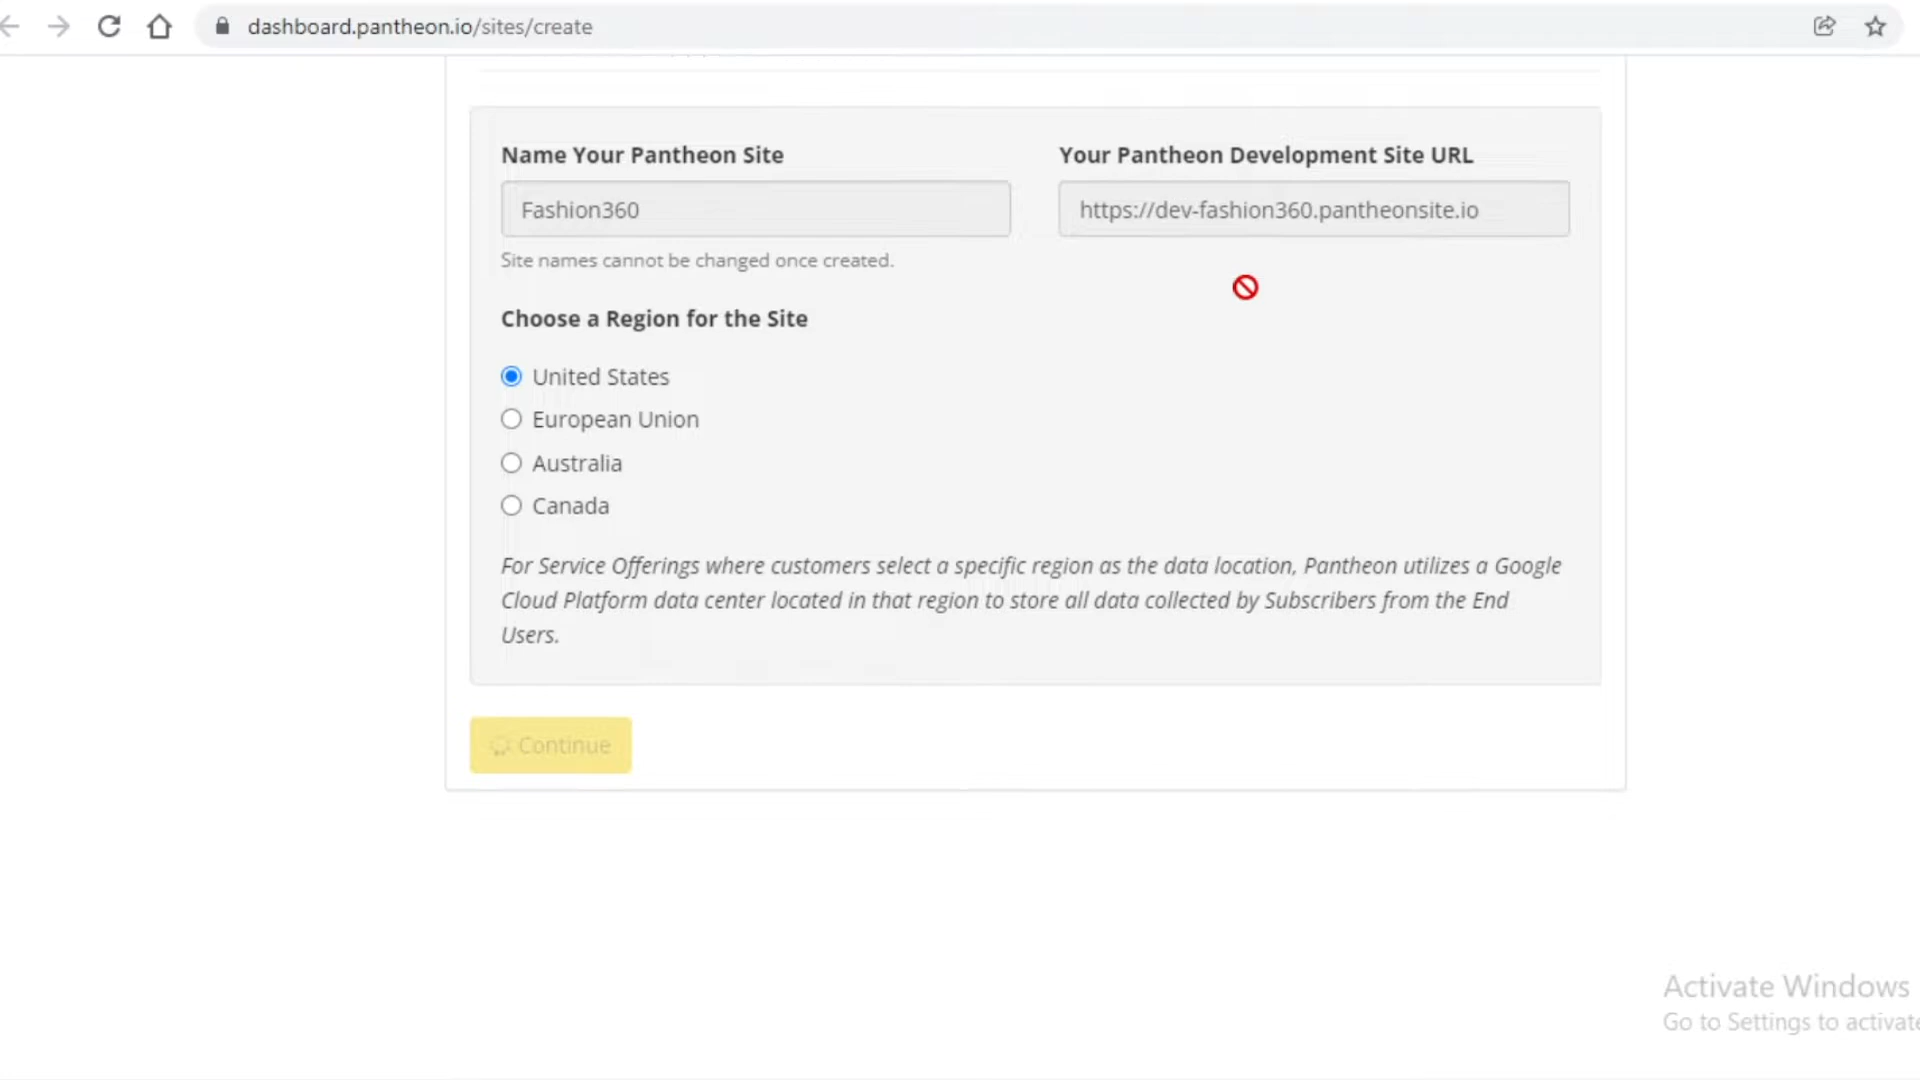 dashboard.pantheon.io/sites/create
Name Your Pantheon Site
Your Pantheon Development Site URL
Fashion360
https://dev-fashion360.pantheonsite.io
Site names cannot be changed once created.
Choose a Region for the Site
United States
European Union
Australia
Canada
For Service Offerings where customers select a specific region as the data location, Pantheon utilizes a Google
Cloud Platform data center located in that region to store all data collected by Subscribers from the End
Users.
Continue
Activate Windows
Go to Settings to activate